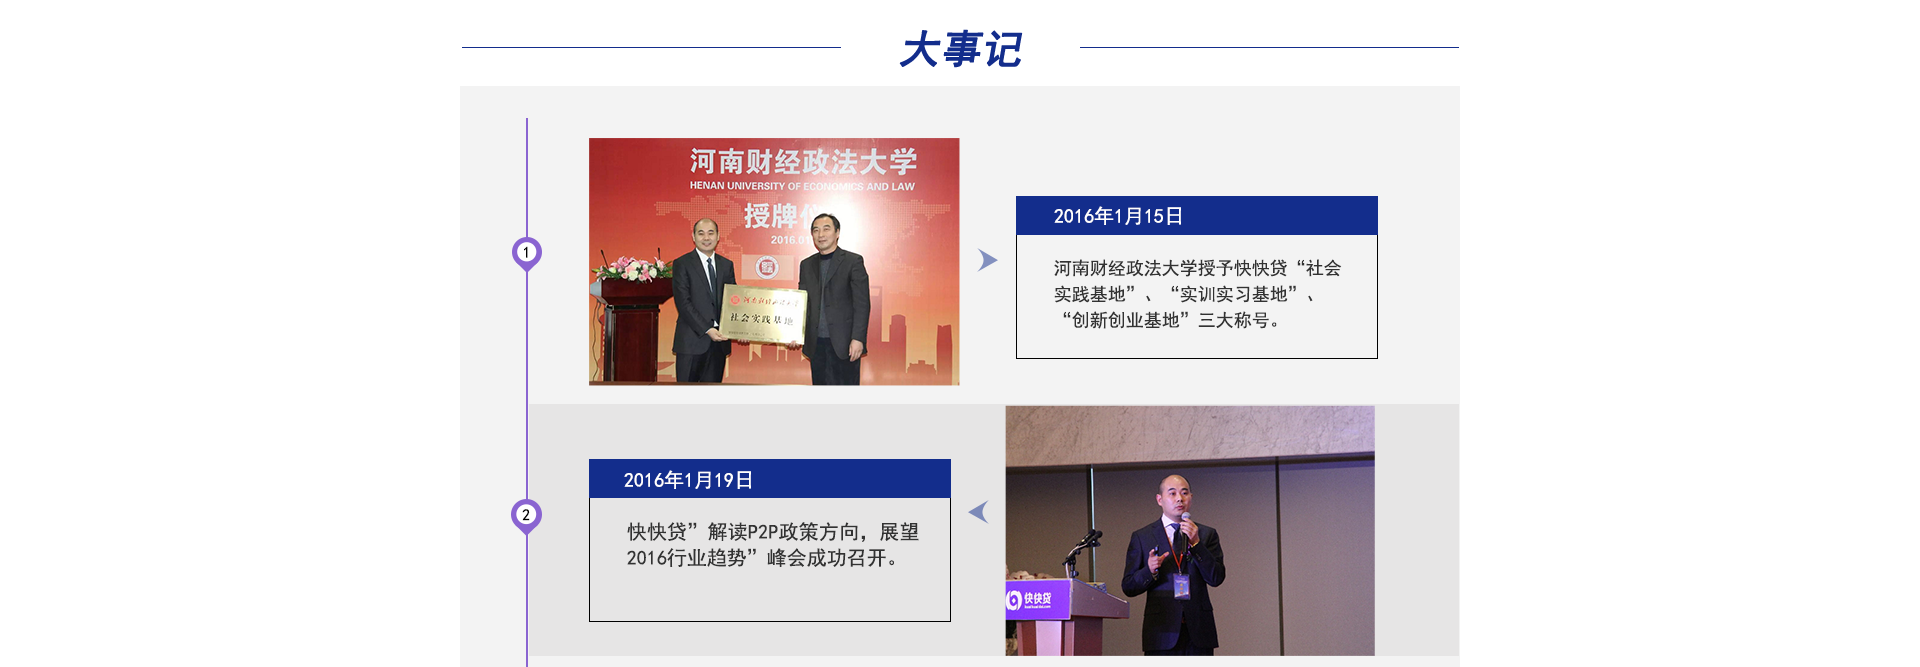 大事记
河南财经政法大学
HENAN UNIVERSITY OF ECONOMICS AND LAW
授牌仪
2016.01
社会实践基地
1
2016年1月15日
河南财经政法大学授予快快贷“社会
实践基地”、“实训实习基地”、
“创新创业基地”三大称号。
2
2016年1月19日
快快贷”解读P2P政策方向，展望
2016行业趋势”峰会成功召开。
快快贷